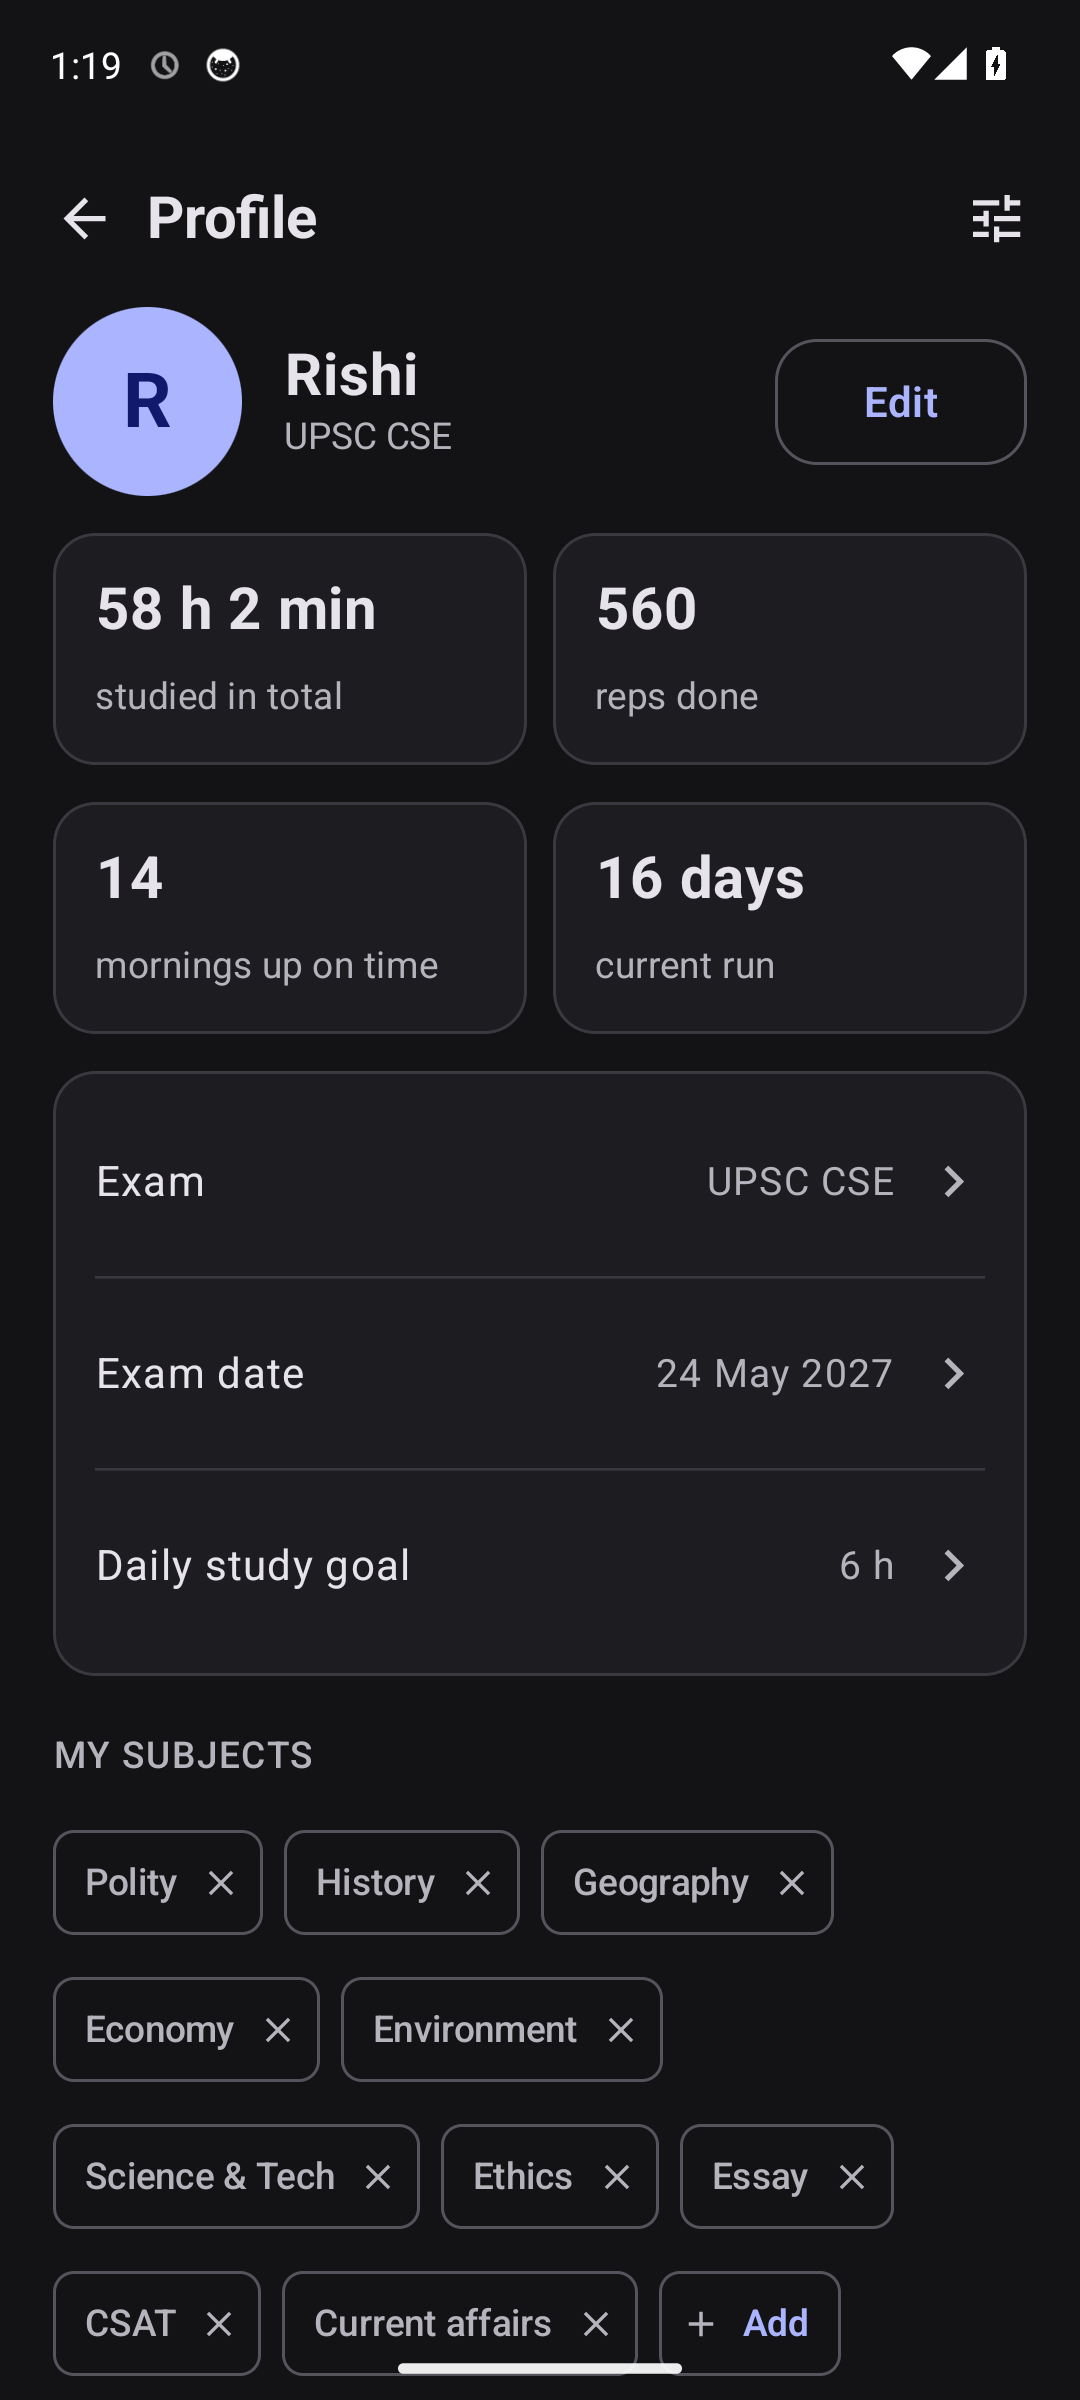 1:19
Profile
R
Rishi
UPSC CSE
Edit
58 h 2 min
studied in total
560
reps done
14
mornings up on time
16 days
current run
Exam
UPSC CSE
Exam date
24 May 2027
Daily study goal
6 h
MY SUBJECTS
Polity
History
Geography
Economy
Environment
Science & Tech
Ethics
Essay
CSAT
Current affairs
+ Add